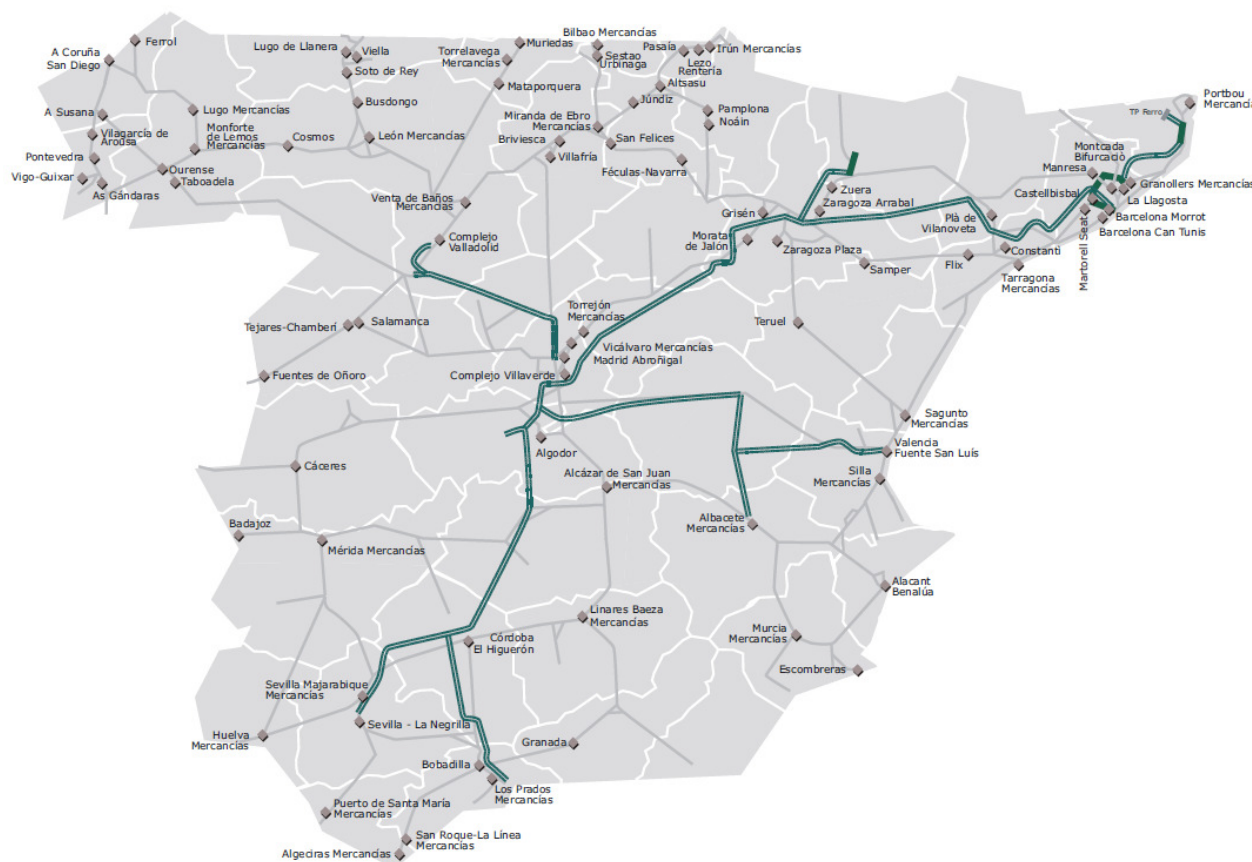 Ferrol
A Coruña
San Diego
Lugo de Llanera
Viella
Soto de Rey
Busdongo
Torrelavega
Mercancías
Muriedas
Mataporquera
Bilbao Mercancías
Sestao
Urbinaga
Pasaía
Lezo
Rentería
Irún Mercancías
Altsasu
Júndiz
Miranda de Ebro
Mercancías
Briviesca
Villafría
San Felices
Pamplona
Noáin
Féculas-Navarra
A Susana
Vilagarcía de
Arousa
Pontevedra
Vigo-Guixar
As Gándaras
Lugo Mercancías
Monforte
de Lemos
Mercancías
Ourense
Taboadela
Cosmos
León Mercancías
Venta de Baños
Mercancías
Complejo
Valladolid
Portbou
Mercancía
TP Ferro
Montcada
Bifurcació
Manresa
Castellbisbal
Granollers Mercancías
La Llagosta
Barcelona Morrot
Barcelona Can Tunis
Martorell Seat
Zuera
Zaragoza Arrabal
Grisén
Morata
de Jalón
Zaragoza Plaza
Plà de
Vilanoveta
Constantì
Tarragona
Mercancías
Flix
Samper
Teruel
Torrejón
Mercancías
Vicálvaro Mercancías
Madrid Abroñigal
Complejo Villaverde
Tejares-Chamberí
Salamanca
Fuentes de Oñoro
Algodor
Sagunto
Mercancías
Valencia
Fuente San Luís
Silla
Mercancías
Cáceres
Alcázar de San Juan
Mercancías
Albacete
Mercancías
Badajoz
Mérida Mercancías
Alacant
Benalúa
Linares Baeza
Mercancías
Murcia
Mercancías
Escombreras
Córdoba
El Higuerón
Sevilla Majarabique
Mercancías
Sevilla - La Negrilla
Huelva
Mercancías
Granada
Bobadilla
Los Prados
Mercancías
Puerto de Santa María
Mercancías
San Roque-La Línea
Mercancías
Algeciras Mercancías